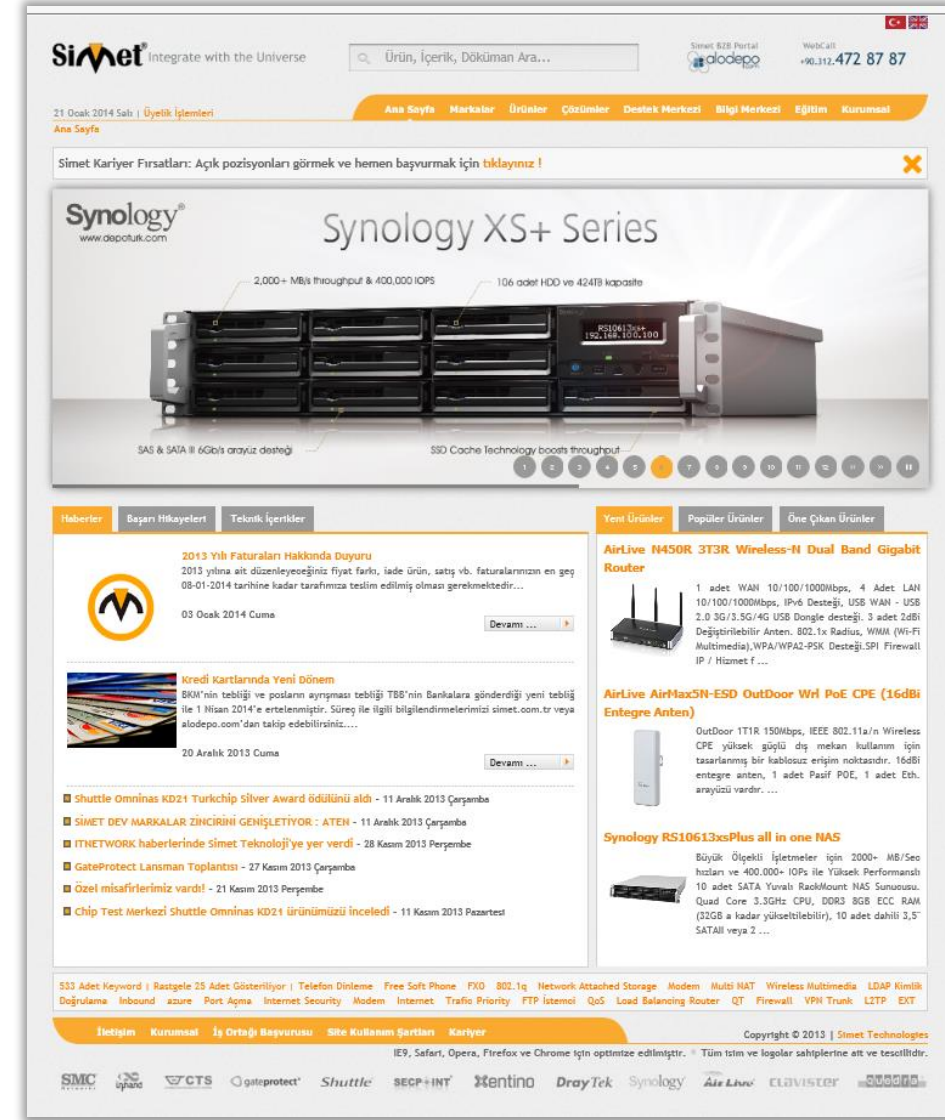 Simet® Integrate with the Universe
Ürün, İçerik, Döküman Ara...
Simet B2B Portal
alodepo
WebCall
+90.312.472 87 87
21 Ocak 2014 Salı | Üyelik İşlemleri
Ana Sayfa Markalar Ürünler Çözümler Destek Merkezi Bilgi Merkezi Eğitim Kurumsal
Ana Sayfa
Simet Kariyer Fırsatları: Açık pozisyonları görmek ve hemen başvurmak için tıklayınız !
Synology®
www.depoturk.com
Synology XS+ Series
2,000+ MB/s throughput & 400,000 IOPS
106 adet HDD ve 424TB kapasite
RS10613xs+
192.168.100.100
SAS & SATA III 6Gb/s arayüz desteği
SSD Cache Technology boosts throughput
1 2 3 4 5 6 7 8 9 10 11 12 13 14
Haberler Başarı Hikayeleri Teknik İçerikler
2013 Yılı Faturaları Hakkında Duyuru
2013 yılına ait düzenleyeceğiniz fiyat farkı, iade ürün, satış vb. faturalarınızın en geç
08-01-2014 tarihine kadar tarafımıza teslim edilmiş olması gerekmektedir...
03 Ocak 2014 Cuma
Devamı ...
Kredi Kartlarında Yeni Dönem
BKM'nin tebliği ve posların ayrışması tebliği TBB'nin Bankalara gönderdiği yeni tebliğ
ile 1 Nisan 2014'e ertelenmiştir. Süreç ile ilgili bilgilendirmelerimizi simet.com.tr veya
alodepo.com'dan takip edebilirsiniz....
20 Aralık 2013 Cuma
Devamı ...
Shuttle Omninas KD21 Turkchip Silver Award ödülünü aldı - 11 Aralık 2013 Çarşamba
SİMET DEV MARKALAR ZİNCİRİNİ GENİŞLETİYOR : ATEN - 11 Aralık 2013 Çarşamba
ITNETWORK haberlerinde Simet Teknoloji'ye yer verdi - 28 Kasım 2013 Perşembe
GateProtect Lansman Toplantısı - 27 Kasım 2013 Çarşamba
Özel misafirlerimiz vardı! - 21 Kasım 2013 Perşembe
Chip Test Merkezi Shuttle Omninas KD21 ürünümüzü inceledi - 11 Kasım 2013 Pazartesi
Yeni Ürünler Popüler Ürünler Öne Çıkan Ürünler
AirLive N450R 3T3R Wireless-N Dual Band Gigabit
Router
1 adet WAN 10/100/1000Mbps, 4 Adet LAN
10/100/1000Mbps, IPv6 Desteği, USB WAN - USB
2.0 3G/3.5G/4G USB Dongle desteği. 3 adet 2dBi
Değiştirilebilir Anten. 802.1x Radius, WMM (Wi-Fi
Multimedia),WPA/WPA2-PSK Desteği.SPI Firewall
IP / Hizmet f ...
AirLive AirMax5N-ESD OutDoor Wrl PoE CPE (16dBi
Entegre Anten)
OutDoor 1T1R 150Mbps, IEEE 802.11a/n Wireless
CPE yüksek güçlü dış mekan kullanım için
tasarlanmış bir kablosuz erişim noktasıdır. 16dBi
entegre anten, 1 adet Pasif POE, 1 adet Eth.
arayüzü vardır. ...
Synology RS10613xsPlus all in one NAS
Büyük Ölçekli İşletmeler için 2000+ MB/Sec
hızları ve 400.000+ IOPs ile Yüksek Performanslı
10 adet SATA Yuvalı RackMount NAS Sunucusu.
Quad Core 3.3GHz CPU, DDR3 8GB ECC RAM
(32GB a kadar yükseltilebilir), 10 adet dahili 3,5"
SATAII veya 2 ...
533 Adet Keyword | Rastgele 25 Adet Gösteriliyor | Telefon Dinleme Free Soft Phone FXO 802.1q Network Attached Storage Modem Multi NAT Wireless Multimedia LDAP Kimlik
Doğrulama Inbound azure Port Açma Internet Security Modem Internet Trafic Priority FTP İstemci QoS Load Balancing Router QT Firewall VPN Trunk L2TP EXT
İletişim Kurumsal İş Ortağı Başvurusu Site Kullanım Şartları Kariyer
Copyright © 2013 | Simet Technologies
IE9, Safari, Opera, Firefox ve Chrome için optimize edilmiştir. Tüm isim ve logolar sahiplerine ait ve tescillidir.
SMC CTS gateprotect Shuttle SECPOINT Xentino DrayTek Synology Air Live clavister